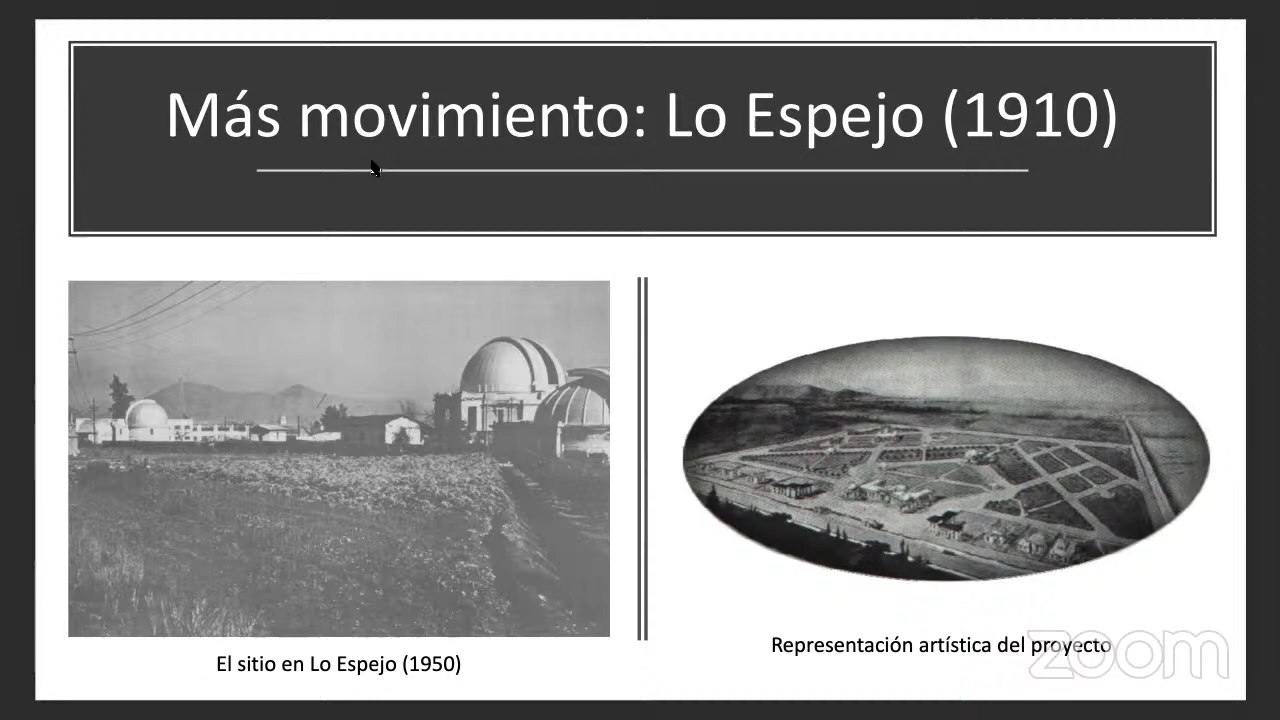 Más movimiento: Lo Espejo (1910)
El sitio en Lo Espejo (1950)
Representación artística del proyecto
zoom